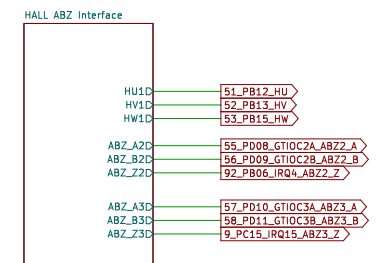 HALL ABZ Interface
HU1 51_PB12_HU
HV1 52_PB13_HV
HW1 53_PB15_HW
ABZ_A2 55_PD08_GTIOC2A_ABZ2_A
ABZ_B2 56_PD09_GTIOC2B_ABZ2_B
ABZ_Z2 92_PB06_IRQ4_ABZ2_Z
ABZ_A3 57_PD10_GTIOC3A_ABZ3_A
ABZ_B3 58_PD11_GTIOC3B_ABZ3_B
ABZ_Z3 9_PC15_IRQ15_ABZ3_Z